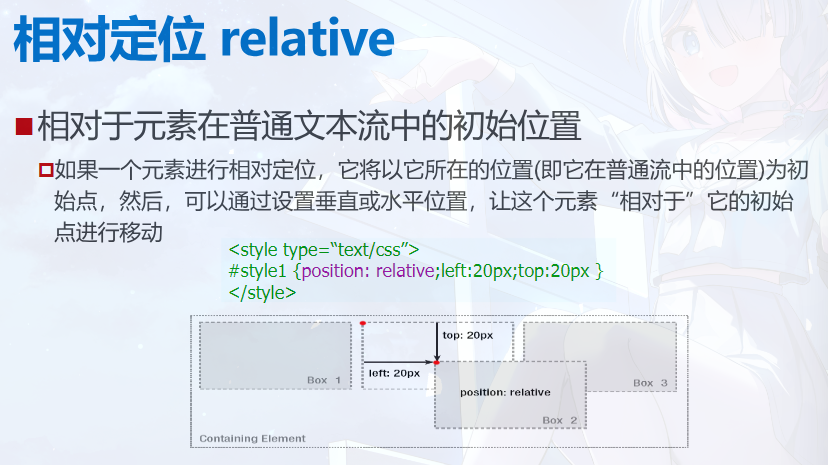 相对定位 relative
相对于元素在普通文本流中的初始位置
如果一个元素进行相对定位，它将以它所在的位置(即它在普通流中的位置)为初
始点，然后，可以通过设置垂直或水平位置，让这个元素“相对于”它的初始
点进行移动
<style type=“text/css”>
#style1 {position: relative;left:20px;top:20px }
</style>
top: 20px
left: 20px
Box 1
position: relative
Box 3
Box 2
Containing Element